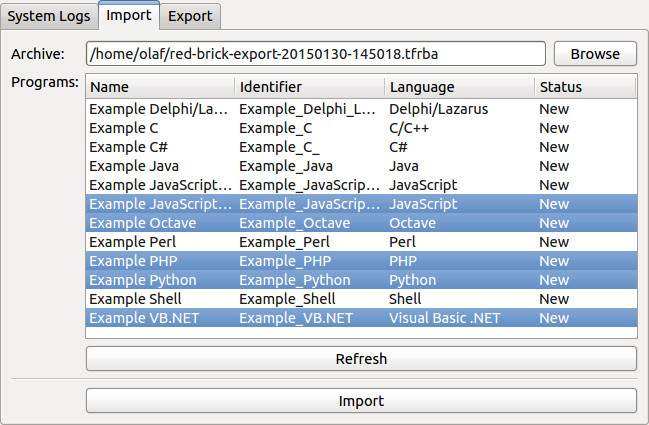 System Logs Import Export
Archive: /home/olaf/red-brick-export-20150130-145018.tfrba Browse
Programs: Name Identifier Language Status
Example Delphi/La... Example_Delphi_L... Delphi/Lazarus New
Example C Example_C C/C++ New
Example C# Example_C_ C# New
Example Java Example_Java Java New
Example JavaScript... Example_JavaScrip... JavaScript New
Example JavaScript... Example_JavaScrip... JavaScript New
Example Octave Example_Octave Octave New
Example Perl Example_Perl Perl New
Example PHP Example_PHP PHP New
Example Python Example_Python Python New
Example Shell Example_Shell Shell New
Example VB.NET Example_VB.NET Visual Basic .NET New
Refresh
Import